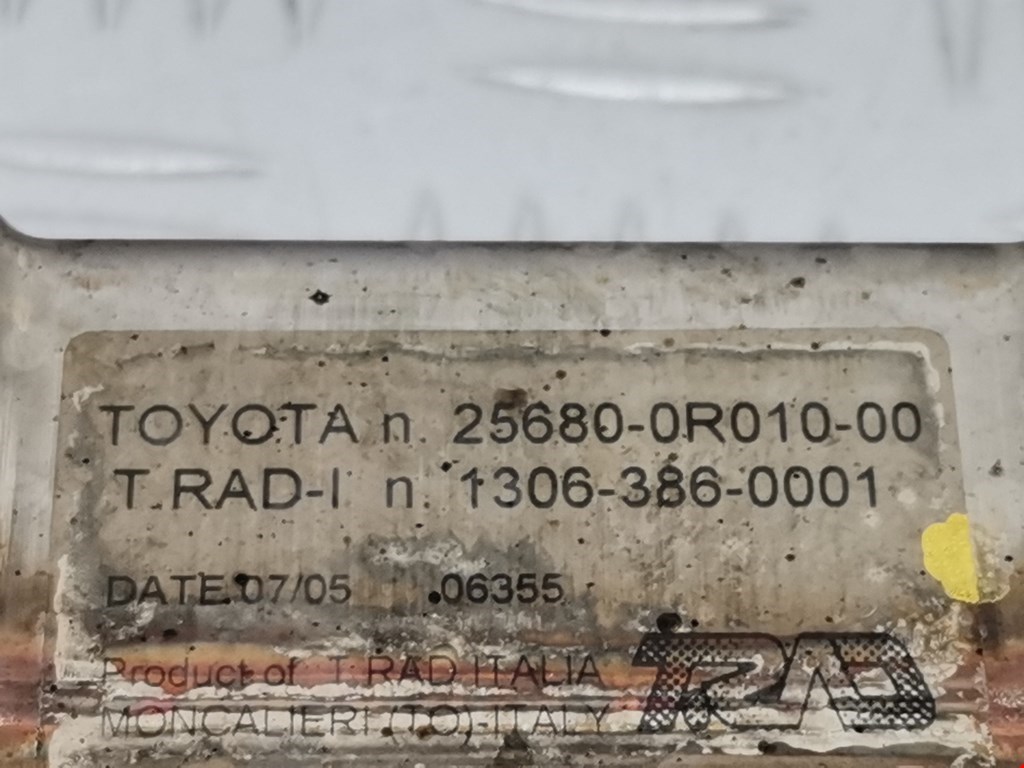 TOYOTA n. 25680-0R010-00
T.RAD-I n. 1306-386-0001
DATE 07/05 06355
Product of T.RAD ITALIA
MONCALIERI (TO)-ITALY
TRAD